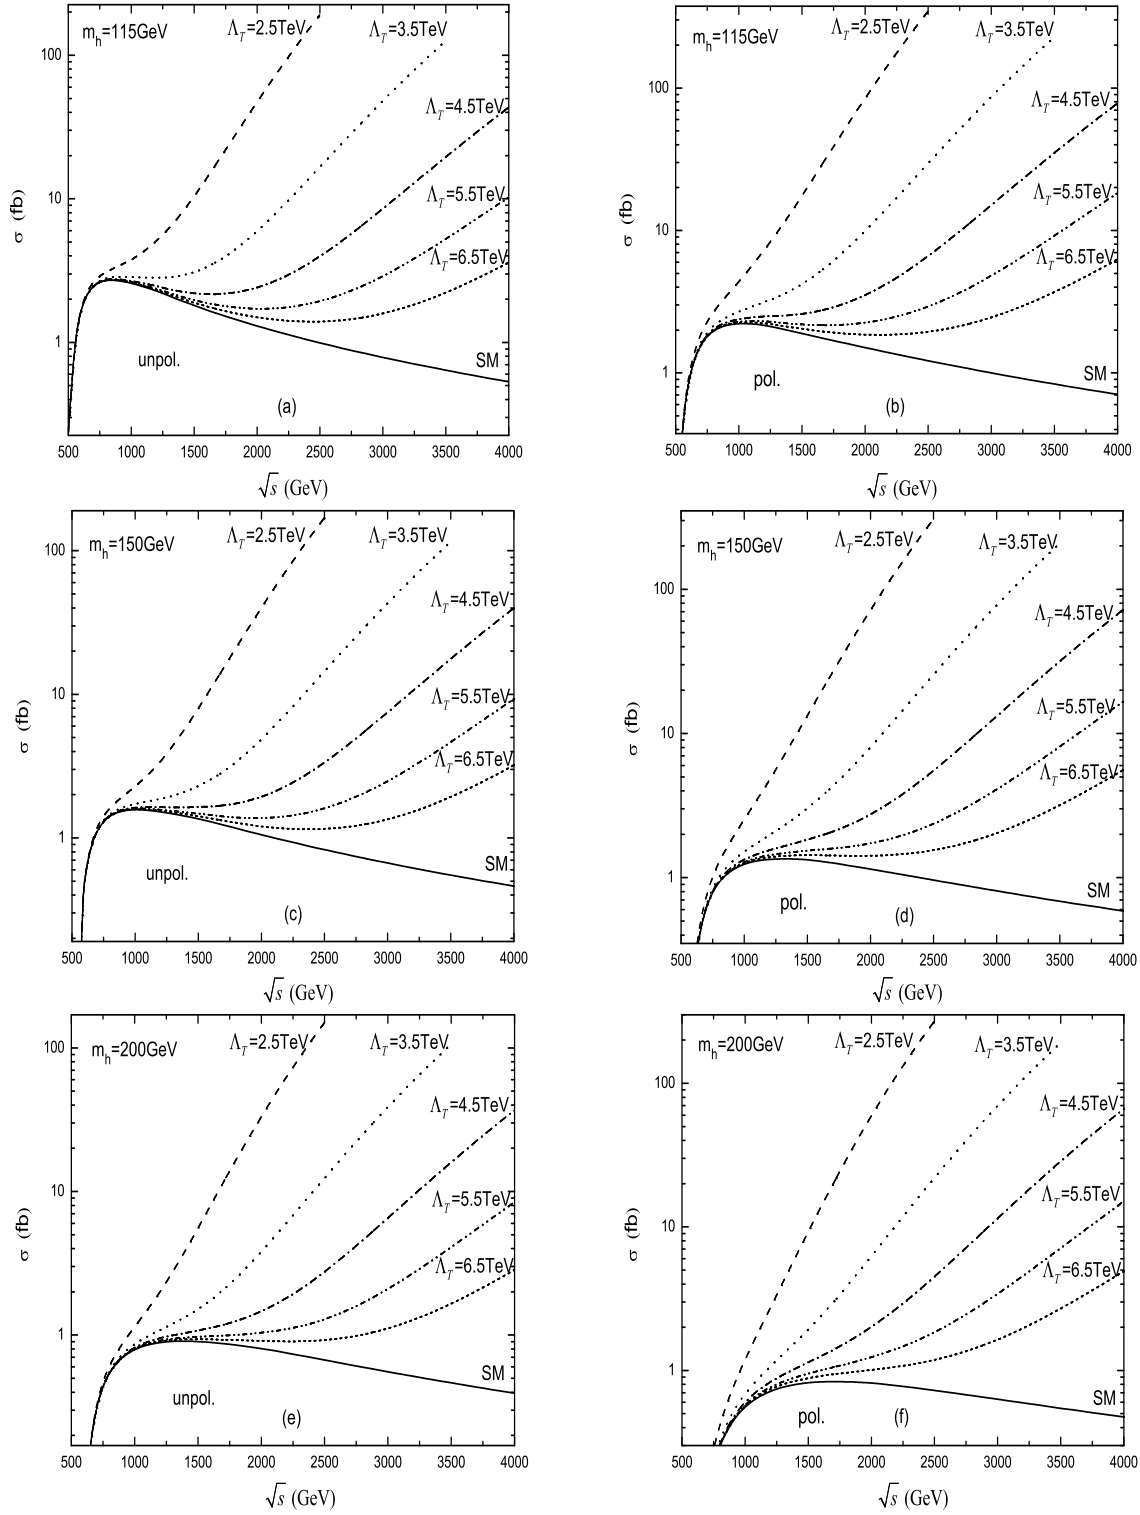 m_h=115GeV Λ_T=2.5TeV Λ_T=3.5TeV
100
Λ_T=4.5TeV
10
Λ_T=5.5TeV
Λ_T=6.5TeV
σ (fb)
1
unpol. SM
(a)
500 1000 1500 2000 2500 3000 3500 4000
√s (GeV)
m_h=115GeV Λ_T=2.5TeV Λ_T=3.5TeV
100
Λ_T=4.5TeV
Λ_T=5.5TeV
10
Λ_T=6.5TeV
σ (fb)
1
pol. SM
(b)
500 1000 1500 2000 2500 3000 3500 4000
√s (GeV)
m_h=150GeV Λ_T=2.5TeV Λ_T=3.5TeV
100
Λ_T=4.5TeV
10
Λ_T=5.5TeV
Λ_T=6.5TeV
σ (fb)
1
unpol. SM
(c)
500 1000 1500 2000 2500 3000 3500 4000
√s (GeV)
m_h=150GeV Λ_T=2.5TeV Λ_T=3.5TeV
100
Λ_T=4.5TeV
Λ_T=5.5TeV
10
Λ_T=6.5TeV
σ (fb)
1
pol. SM
(d)
500 1000 1500 2000 2500 3000 3500 4000
√s (GeV)
m_h=200GeV Λ_T=2.5TeV Λ_T=3.5TeV
100
Λ_T=4.5TeV
10
Λ_T=5.5TeV
Λ_T=6.5TeV
σ (fb)
1
unpol. SM
(e)
500 1000 1500 2000 2500 3000 3500 4000
√s (GeV)
m_h=200GeV Λ_T=2.5TeV Λ_T=3.5TeV
100
Λ_T=4.5TeV
Λ_T=5.5TeV
10
Λ_T=6.5TeV
σ (fb)
1
pol. SM
(f)
500 1000 1500 2000 2500 3000 3500 4000
√s (GeV)